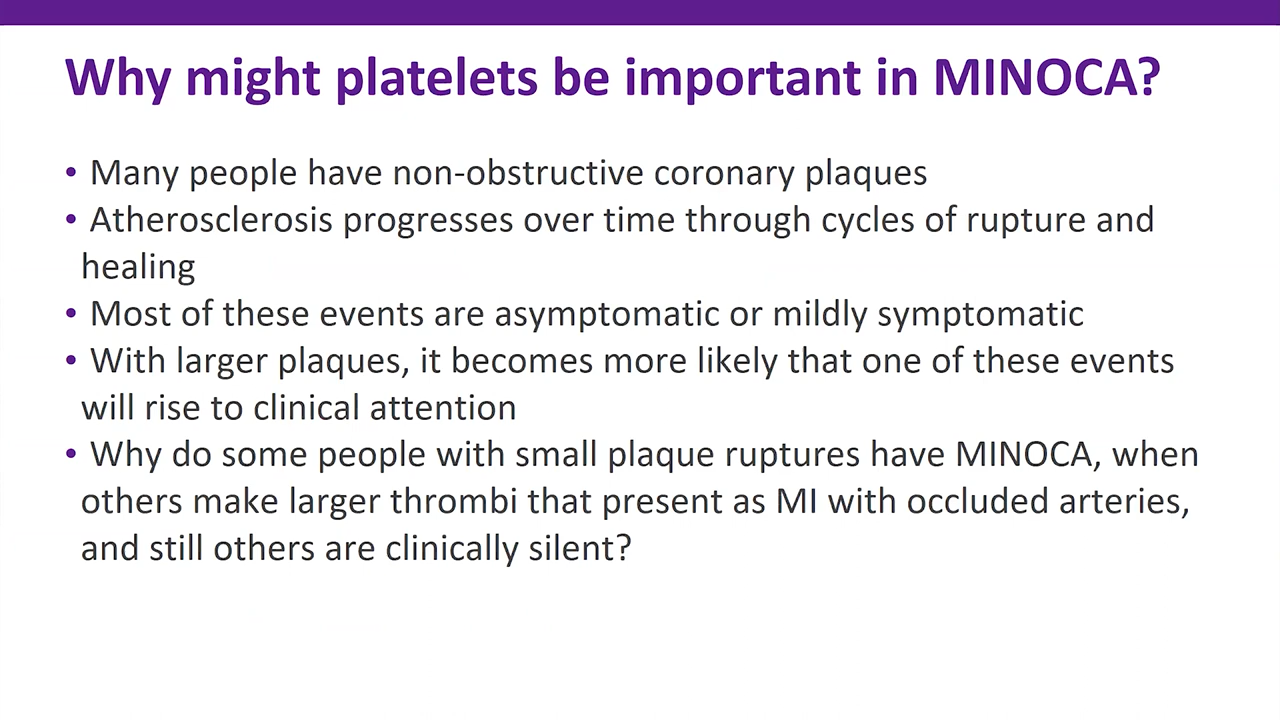 Why might platelets be important in MINOCA?
• Many people have non-obstructive coronary plaques
• Atherosclerosis progresses over time through cycles of rupture and
healing
• Most of these events are asymptomatic or mildly symptomatic
• With larger plaques, it becomes more likely that one of these events
will rise to clinical attention
• Why do some people with small plaque ruptures have MINOCA, when
others make larger thrombi that present as MI with occluded arteries,
and still others are clinically silent?